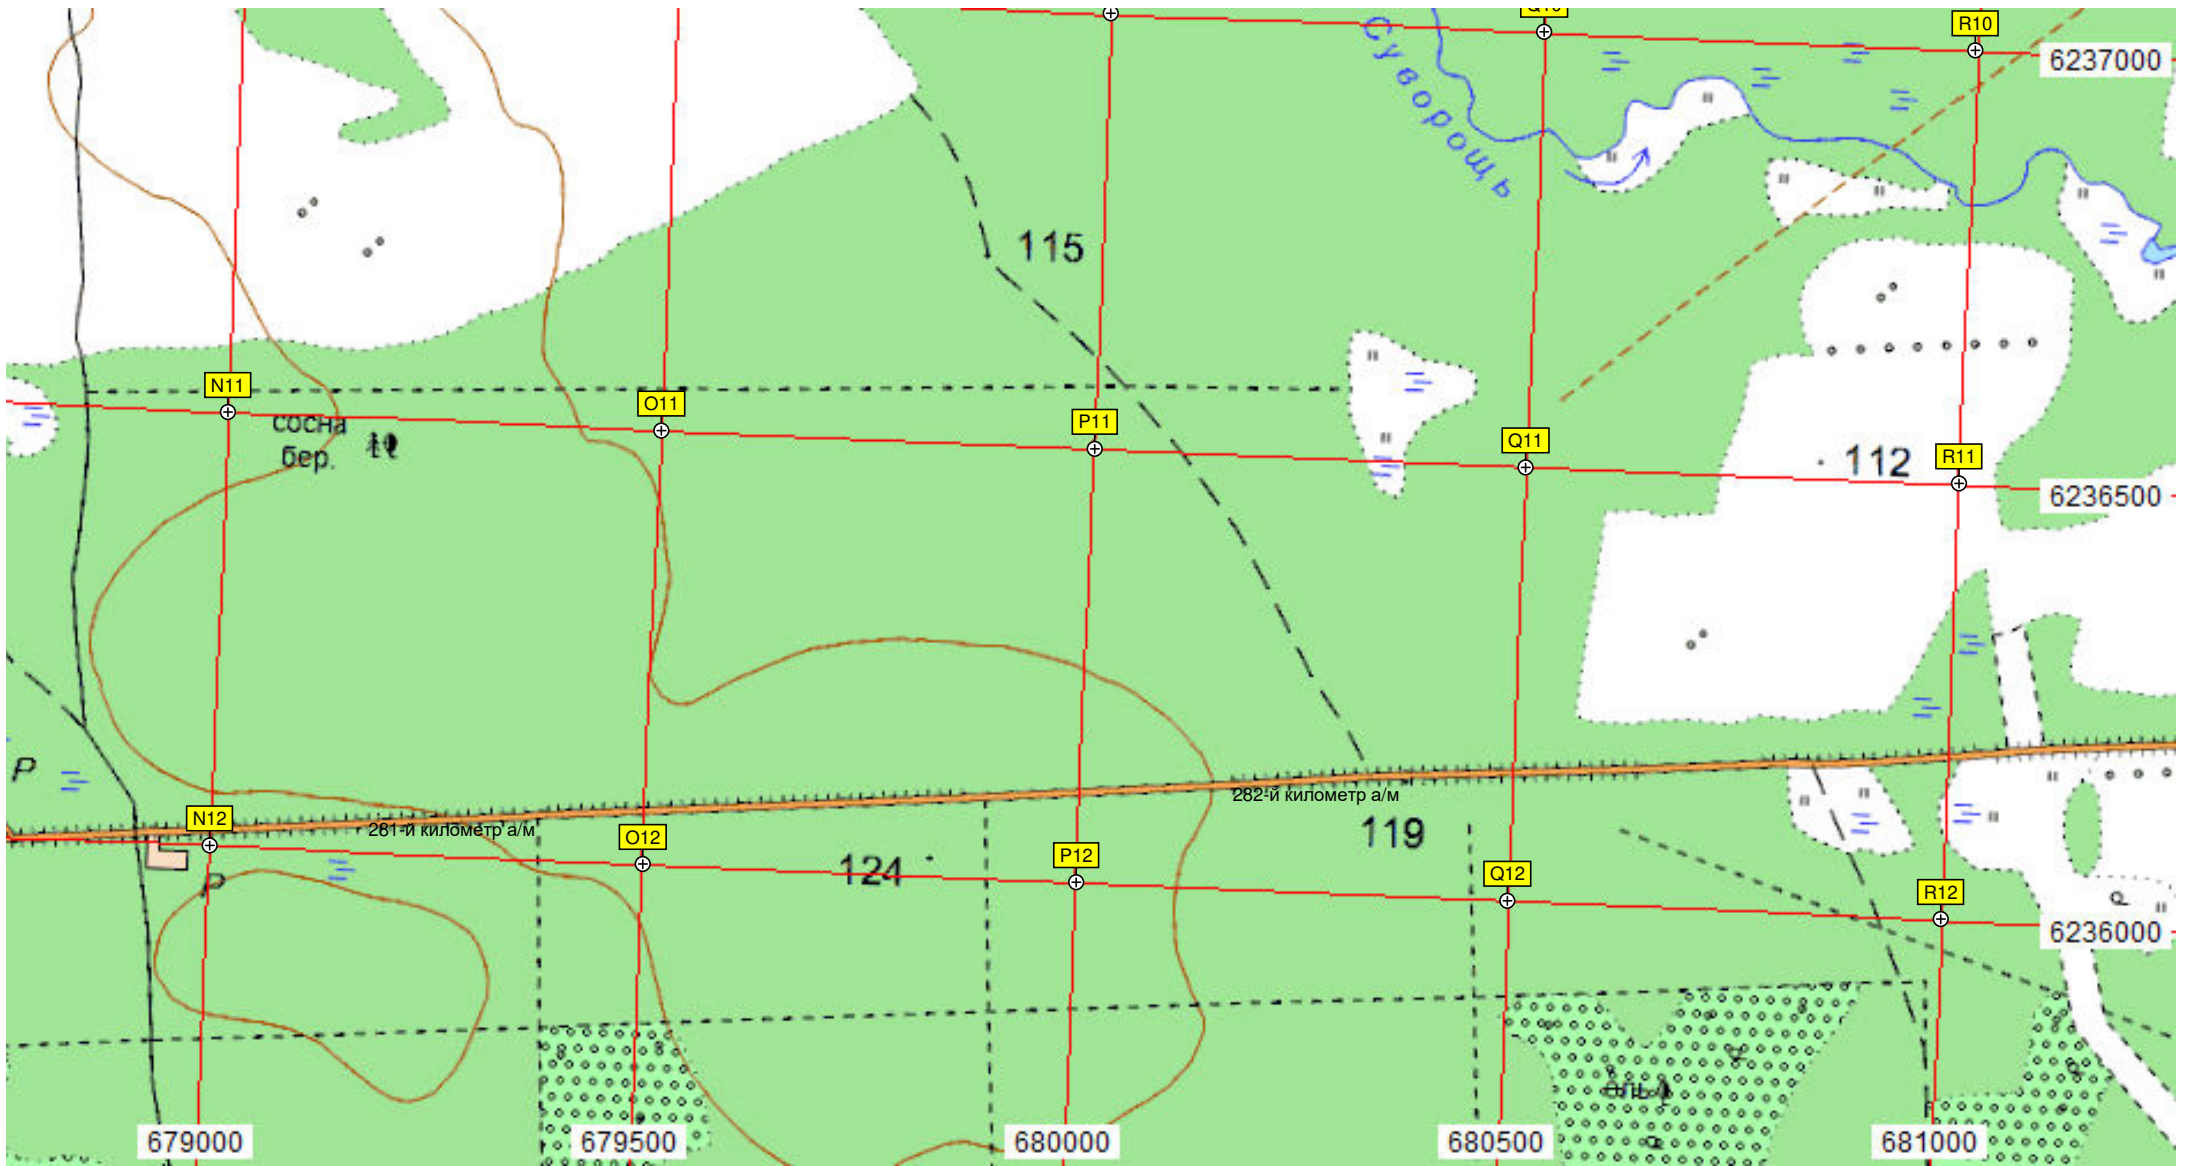 R10
6237000
Суворощь
115
N11
O11
P11
Q11
R11
сосна
бер.
112
6236500
Р
282-й километр а/м
281-й километр а/м
N12
O12
P12
Q12
R12
119
124
Р
6236000
679000
679500
680000
680500
681000